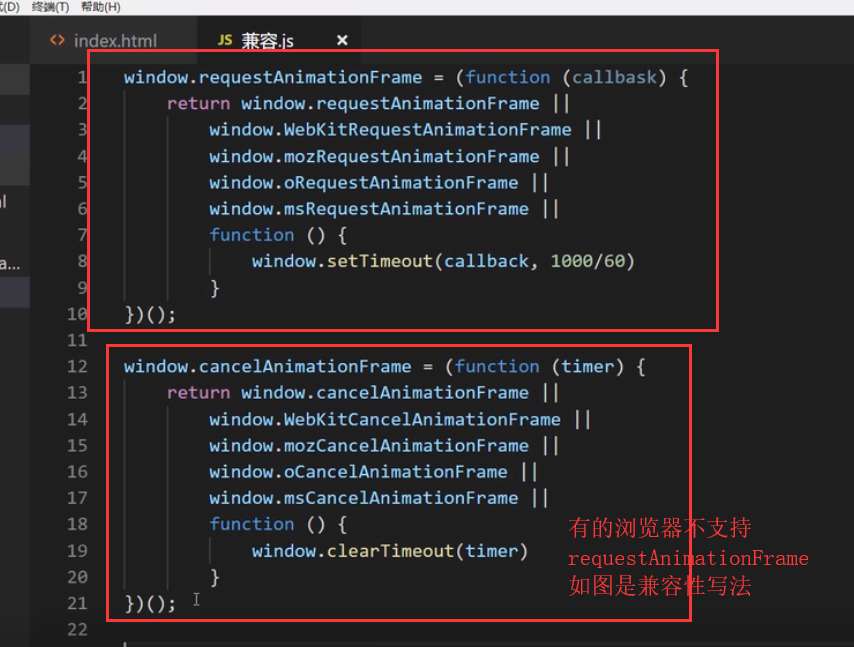 (D) 终端(T) 帮助(H)
<> index.html JS 兼容.js ×
1 window.requestAnimationFrame = (function (callbask) {
2 return window.requestAnimationFrame ||
3 window.WebKitRequestAnimationFrame ||
4 window.mozRequestAnimationFrame ||
5 window.oRequestAnimationFrame ||
6 window.msRequestAnimationFrame ||
7 function () {
8 window.setTimeout(callback, 1000/60)
9 }
10 })();
11
12 window.cancelAnimationFrame = (function (timer) {
13 return window.cancelAnimationFrame ||
14 window.WebKitCancelAnimationFrame ||
15 window.mozCancelAnimationFrame ||
16 window.oCancelAnimationFrame ||
17 window.msCancelAnimationFrame ||
18 function () {
19 window.clearTimeout(timer)
20 }
21 })();
22
有的浏览器不支持
requestAnimationFrame
如图是兼容性写法